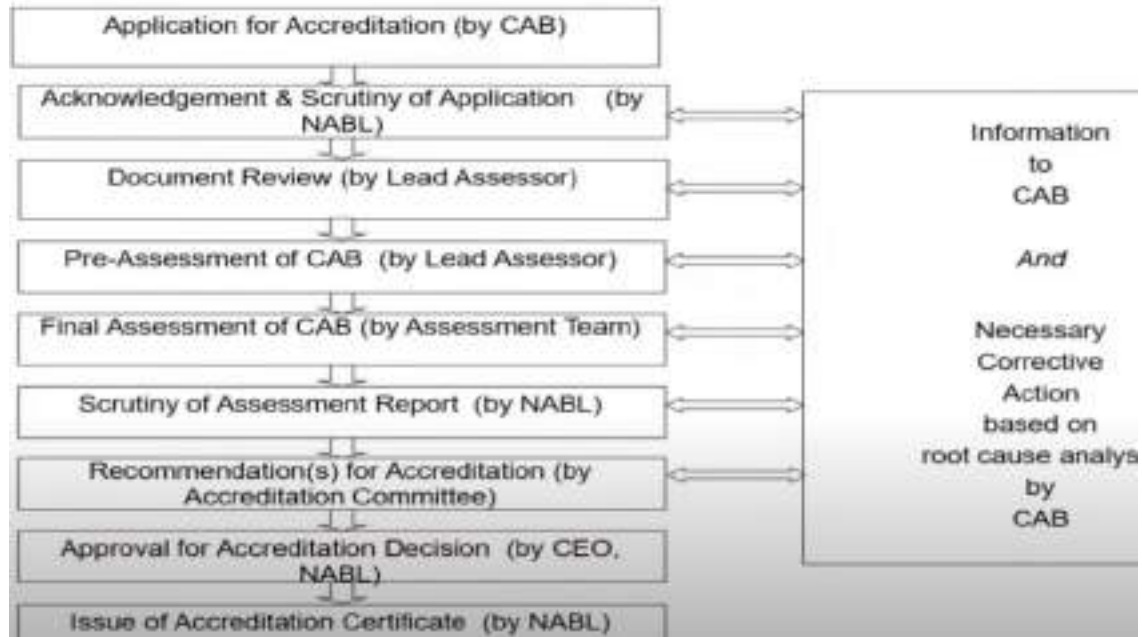 Application for Accreditation (by CAB)
Acknowledgement & Scrutiny of Application (by
NABL)
Document Review (by Lead Assessor)
Pre-Assessment of CAB (by Lead Assessor)
Final Assessment of CAB (by Assessment Team)
Scrutiny of Assessment Report (by NABL)
Recommendation(s) for Accreditation (by
Accreditation Committee)
Approval for Accreditation Decision (by CEO,
NABL)
Issue of Accreditation Certificate (by NABL)
Information
to
CAB
And
Necessary
Corrective
Action
based on
root cause analys
by
CAB